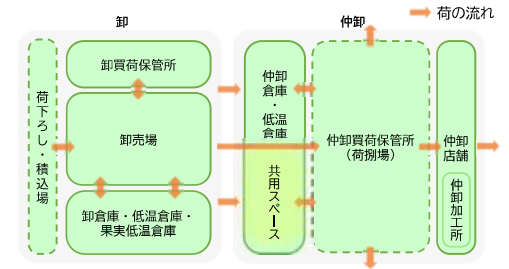 荷の流れ
卸
仲卸
荷下ろし・積込場
卸買荷保管所
卸売場
卸倉庫・低温倉庫・
果実低温倉庫
仲卸
倉庫
・
低温
倉庫
共用スペース
仲卸買荷保管所
（荷捌場）
仲卸
店舗
仲卸加工所